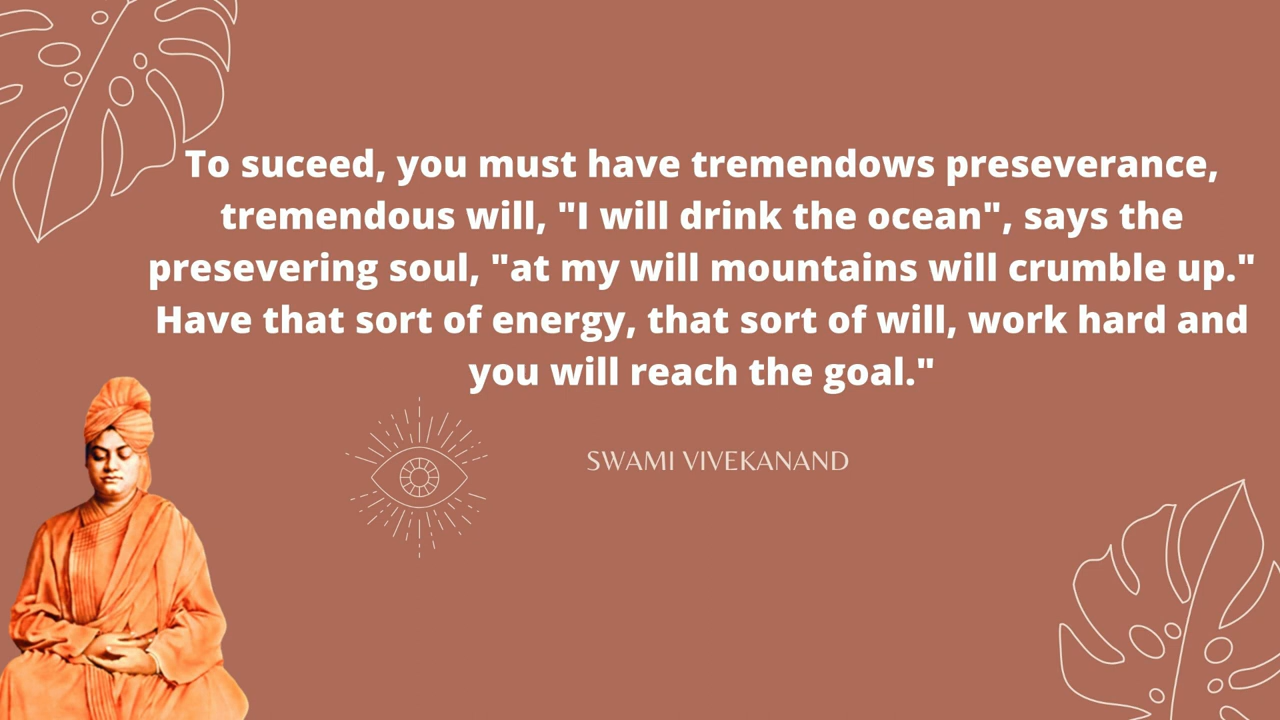 To suceed, you must have tremendows preseverance,
tremendous will, "I will drink the ocean", says the
presevering soul, "at my will mountains will crumble up."
Have that sort of energy, that sort of will, work hard and
you will reach the goal."
SWAMI VIVEKANAND